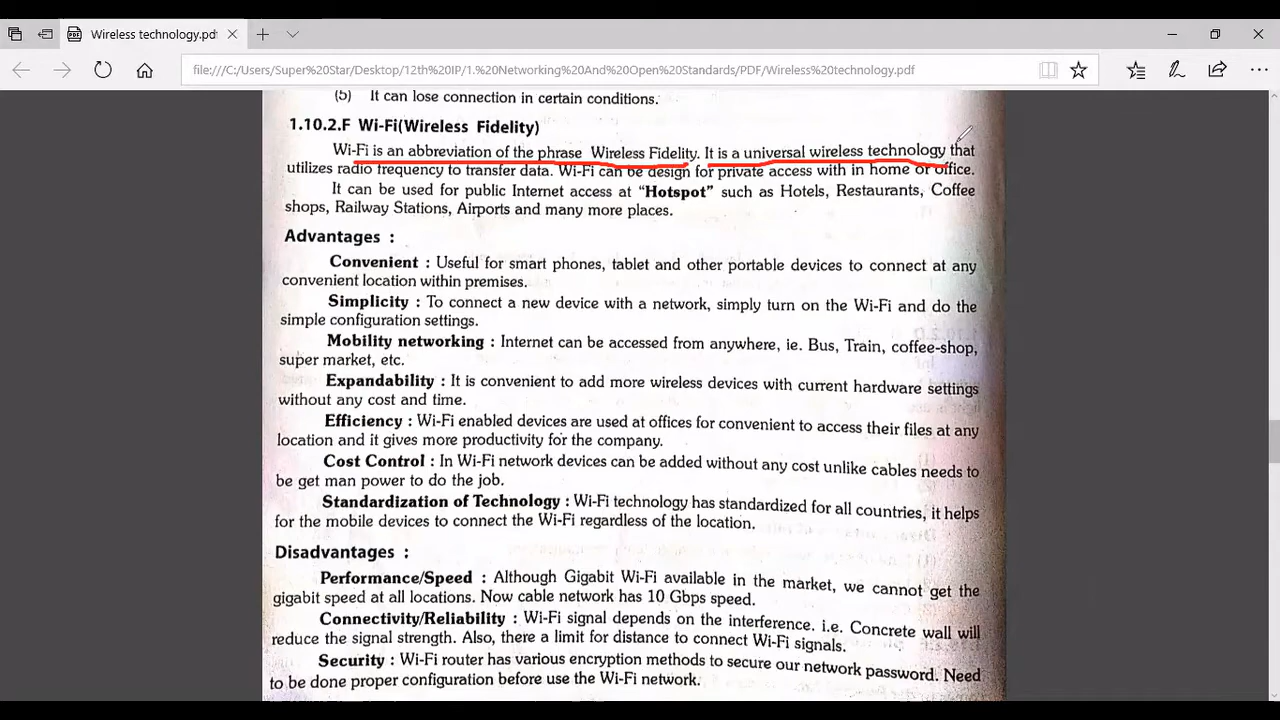 Wireless technology.pdf
file:///C:/Users/Super%20Star/Desktop/12th%20IP/1.%20Networking%20And%20Open%20Standards/PDF/Wireless%20technology.pdf
(5) It can lose connection in certain conditions.
1.10.2.F Wi-Fi(Wireless Fidelity)
Wi-Fi is an abbreviation of the phrase Wireless Fidelity. It is a universal wireless technology that
utilizes radio frequency to transfer data. Wi-Fi can be design for private access with in home or office.
It can be used for public Internet access at "Hotspot" such as Hotels, Restaurants, Coffee
shops, Railway Stations, Airports and many more places.
Advantages :
Convenient : Useful for smart phones, tablet and other portable devices to connect at any
convenient location within premises.
Simplicity : To connect a new device with a network, simply turn on the Wi-Fi and do the
simple configuration settings.
Mobility networking : Internet can be accessed from anywhere, ie. Bus, Train, coffee-shop,
super market, etc.
Expandability : It is convenient to add more wireless devices with current hardware settings
without any cost and time.
Efficiency : Wi-Fi enabled devices are used at offices for convenient to access their files at any
location and it gives more productivity for the company.
Cost Control : In Wi-Fi network devices can be added without any cost unlike cables needs to
be get man power to do the job.
Standardization of Technology : Wi-Fi technology has standardized for all countries, it helps
for the mobile devices to connect the Wi-Fi regardless of the location.
Disadvantages :
Performance/Speed : Although Gigabit Wi-Fi available in the market, we cannot get the
gigabit speed at all locations. Now cable network has 10 Gbps speed.
Connectivity/Reliability : Wi-Fi signal depends on the interference. i.e. Concrete wall will
reduce the signal strength. Also, there a limit for distance to connect Wi-Fi signals.
Security : Wi-Fi router has various encryption methods to secure our network password. Need
to be done proper configuration before use the Wi-Fi network.